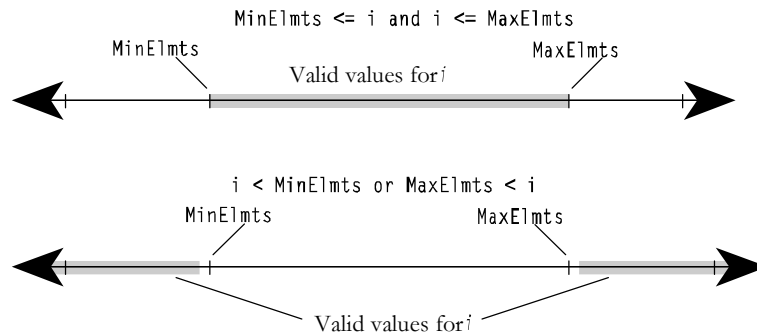 MinElmts <= i and i <= MaxElmts
MinElmts
MaxElmts
Valid values for i
i < MinElmts or MaxElmts < i
MinElmts
MaxElmts
Valid values for i